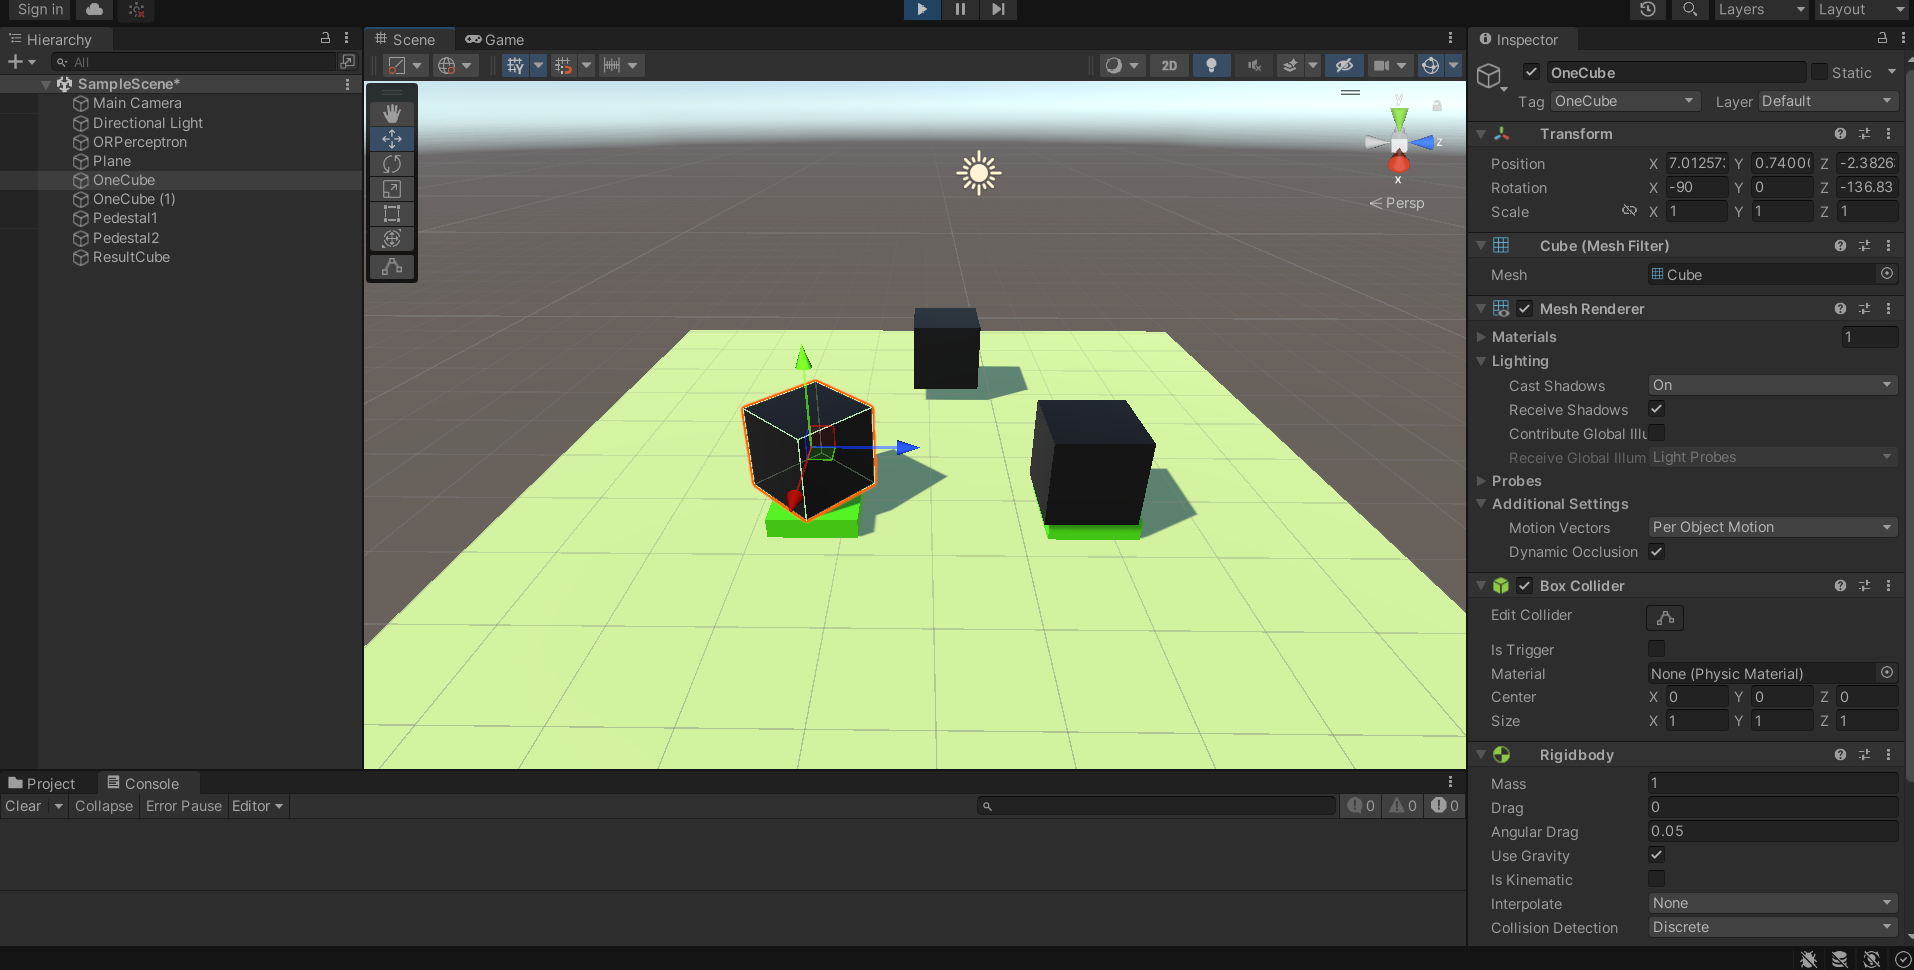 Sign in
Layers
Layout
Hierarchy
All
SampleScene*
Main Camera
Directional Light
ORPerceptron
Plane
OneCube
OneCube (1)
Pedestal1
Pedestal2
ResultCube
Scene
Game
2D
y
z
x
Persp
Inspector
OneCube
Static
Tag OneCube
Layer Default
Transform
Position X 7.01257 Y 0.7400 Z -2.3826
Rotation X -90 Y 0 Z -136.83
Scale X 1 Y 1 Z 1
Cube (Mesh Filter)
Mesh Cube
Mesh Renderer
Materials 1
Lighting
Cast Shadows On
Receive Shadows
Contribute Global Illu
Receive Global Illum Light Probes
Probes
Additional Settings
Motion Vectors Per Object Motion
Dynamic Occlusion
Box Collider
Edit Collider
Is Trigger
Material None (Physic Material)
Center X 0 Y 0 Z 0
Size X 1 Y 1 Z 1
Rigidbody
Mass 1
Drag 0
Angular Drag 0.05
Use Gravity
Is Kinematic
Interpolate None
Collision Detection Discrete
Project
Console
Clear
Collapse
Error Pause
Editor
0
0
0